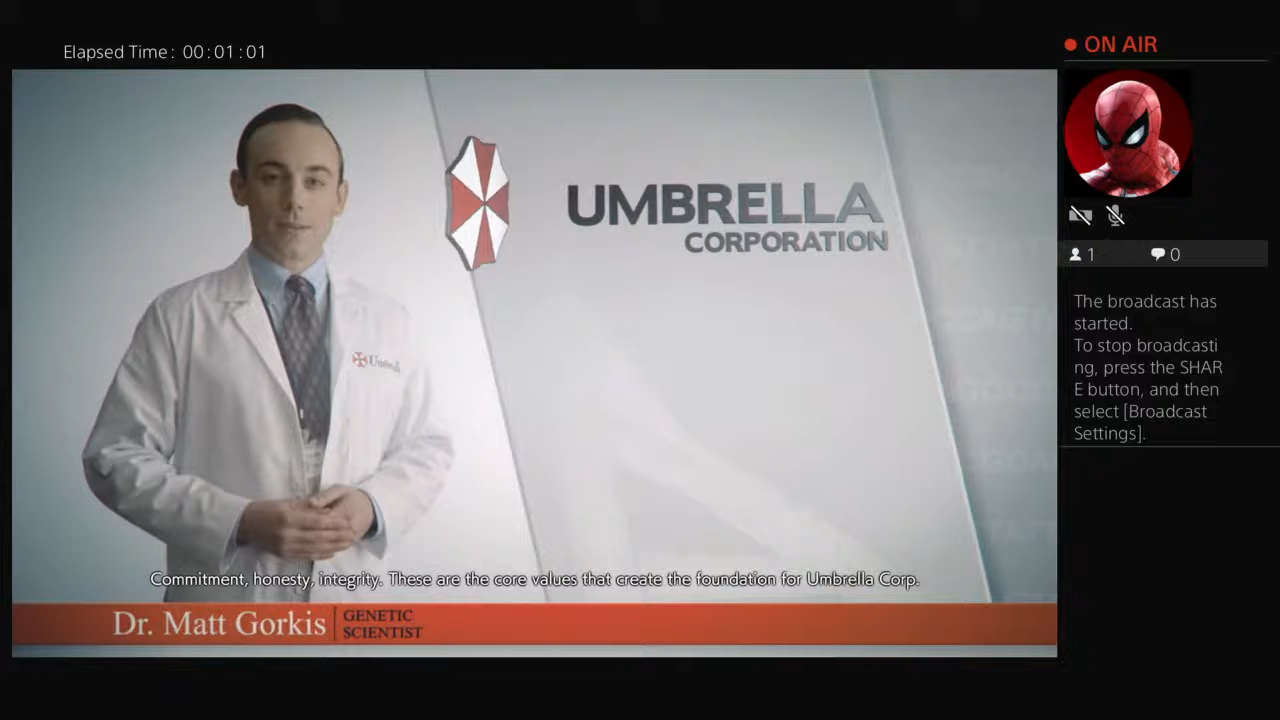 Elapsed Time: 00:01:01
ON AIR
UMBRELLA
CORPORATION
1
0
The broadcast has
started.
To stop broadcasti
ng, press the SHAR
E button, and then
select [Broadcast
Settings].
Commitment, honesty, integrity. These are the core values that create the foundation for Umbrella Corp.
Dr. Matt Gorkis
GENETIC
SCIENTIST